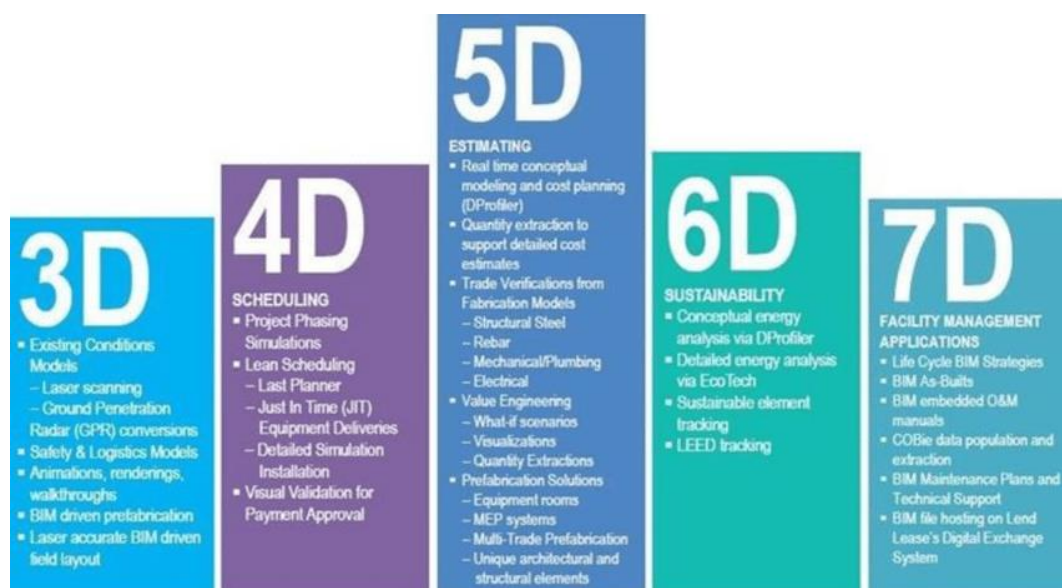 3D
▪ Existing Conditions
Models
– Laser scanning
– Ground Penetration
Radar (GPR) conversions
▪ Safety & Logistics Models
▪ Animations, renderings,
walkthroughs
▪ BIM driven prefabrication
▪ Laser accurate BIM driven
field layout
4D
SCHEDULING
▪ Project Phasing
Simulations
▪ Lean Scheduling
– Last Planner
– Just In Time (JIT)
Equipment Deliveries
– Detailed Simulation
Installation
▪ Visual Validation for
Payment Approval
5D
ESTIMATING
▪ Real time conceptual
modeling and cost planning
(DProfiler)
▪ Quantity extraction to
support detailed cost
estimates
▪ Trade Verifications from
Fabrication Models
– Structural Steel
– Rebar
– Mechanical/Plumbing
– Electrical
▪ Value Engineering
– What-if scenarios
– Visualizations
– Quantity Extractions
▪ Prefabrication Solutions
– Equipment rooms
– MEP systems
– Multi-Trade Prefabrication
– Unique architectural and
structural elements
6D
SUSTAINABILITY
▪ Conceptual energy
analysis via DProfiler
▪ Detailed energy analysis
via EcoTech
▪ Sustainable element
tracking
▪ LEED tracking
7D
FACILITY MANAGEMENT
APPLICATIONS
▪ Life Cycle BIM Strategies
▪ BIM As-Builts
▪ BIM embedded O&M
manuals
▪ COBie data population and
extraction
▪ BIM Maintenance Plans and
Technical Support
▪ BIM file hosting on Lend
Lease's Digital Exchange
System